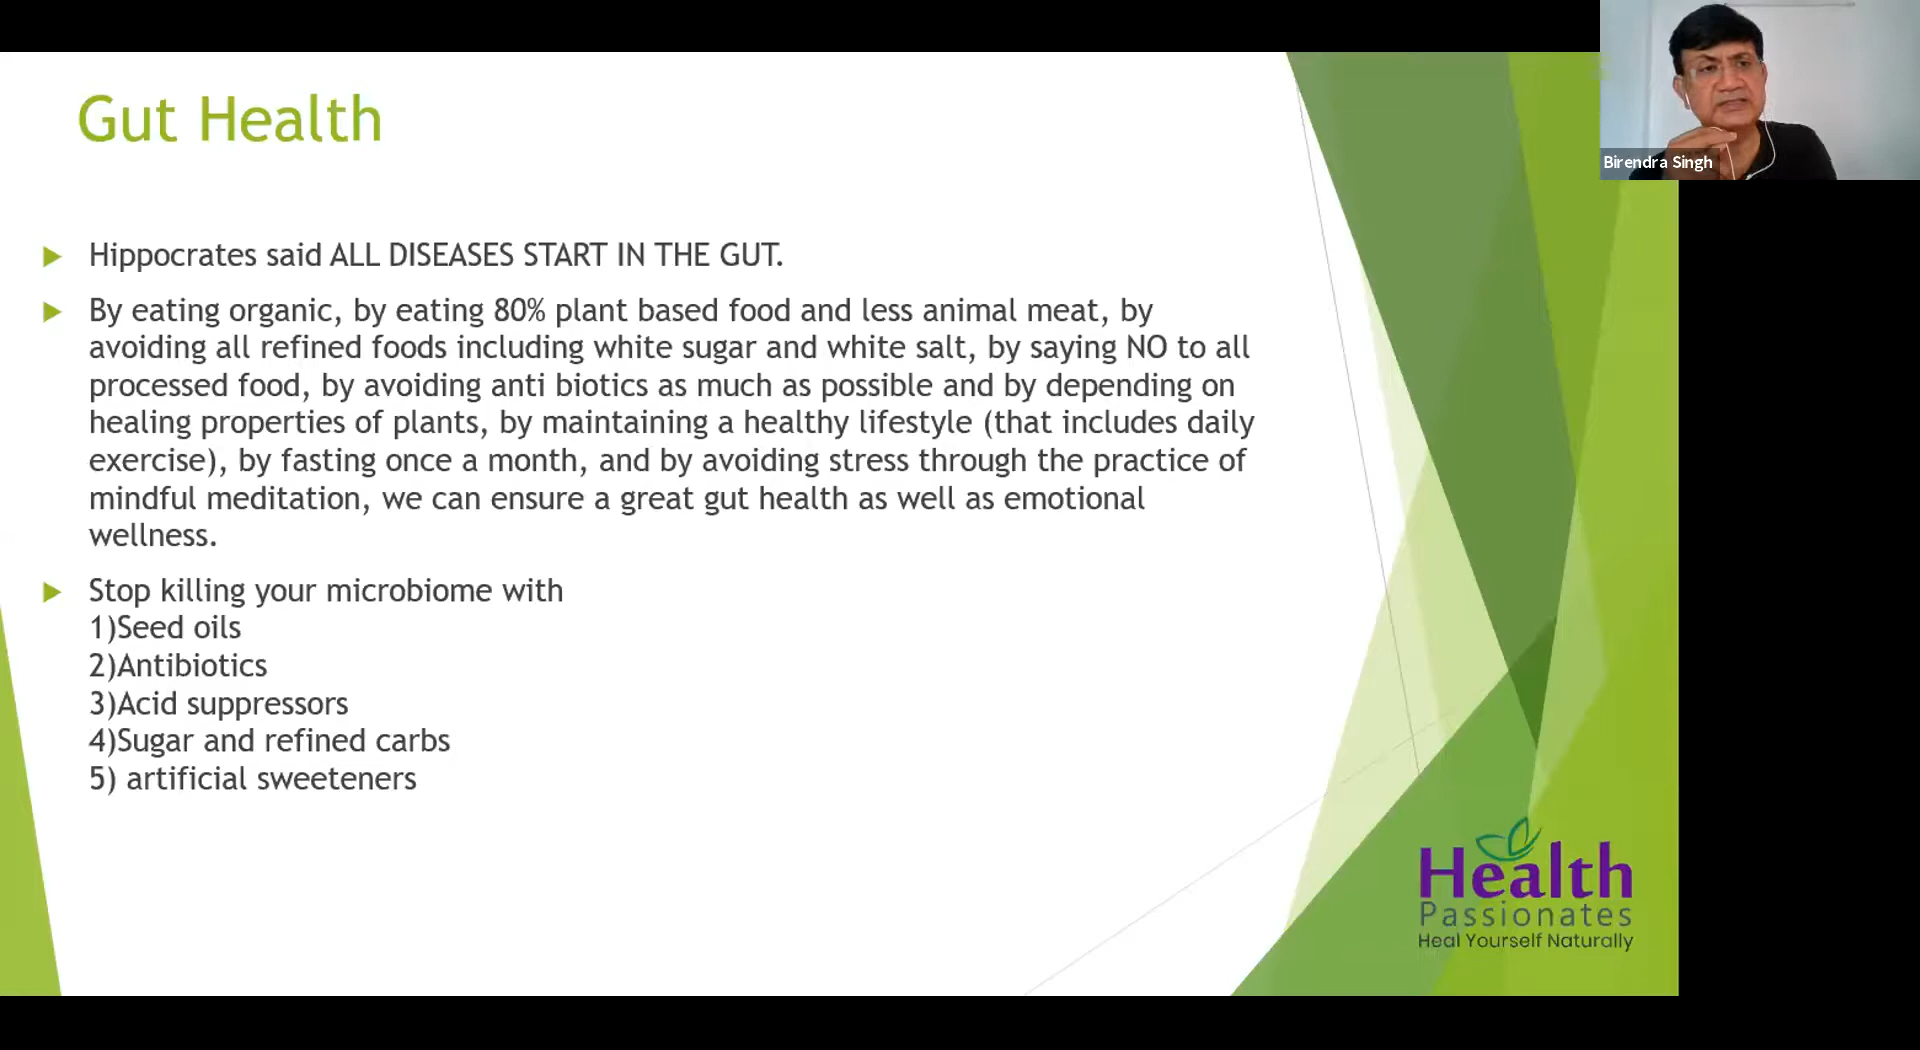 Gut Health
Birendra Singh
Hippocrates said ALL DISEASES START IN THE GUT.
By eating organic, by eating 80% plant based food and less animal meat, by
avoiding all refined foods including white sugar and white salt, by saying NO to all
processed food, by avoiding anti biotics as much as possible and by depending on
healing properties of plants, by maintaining a healthy lifestyle (that includes daily
exercise), by fasting once a month, and by avoiding stress through the practice of
mindful meditation, we can ensure a great gut health as well as emotional
wellness.
Stop killing your microbiome with
1)Seed oils
2)Antibiotics
3)Acid suppressors
4)Sugar and refined carbs
5) artificial sweeteners
Health
Passionates
Heal Yourself Naturally